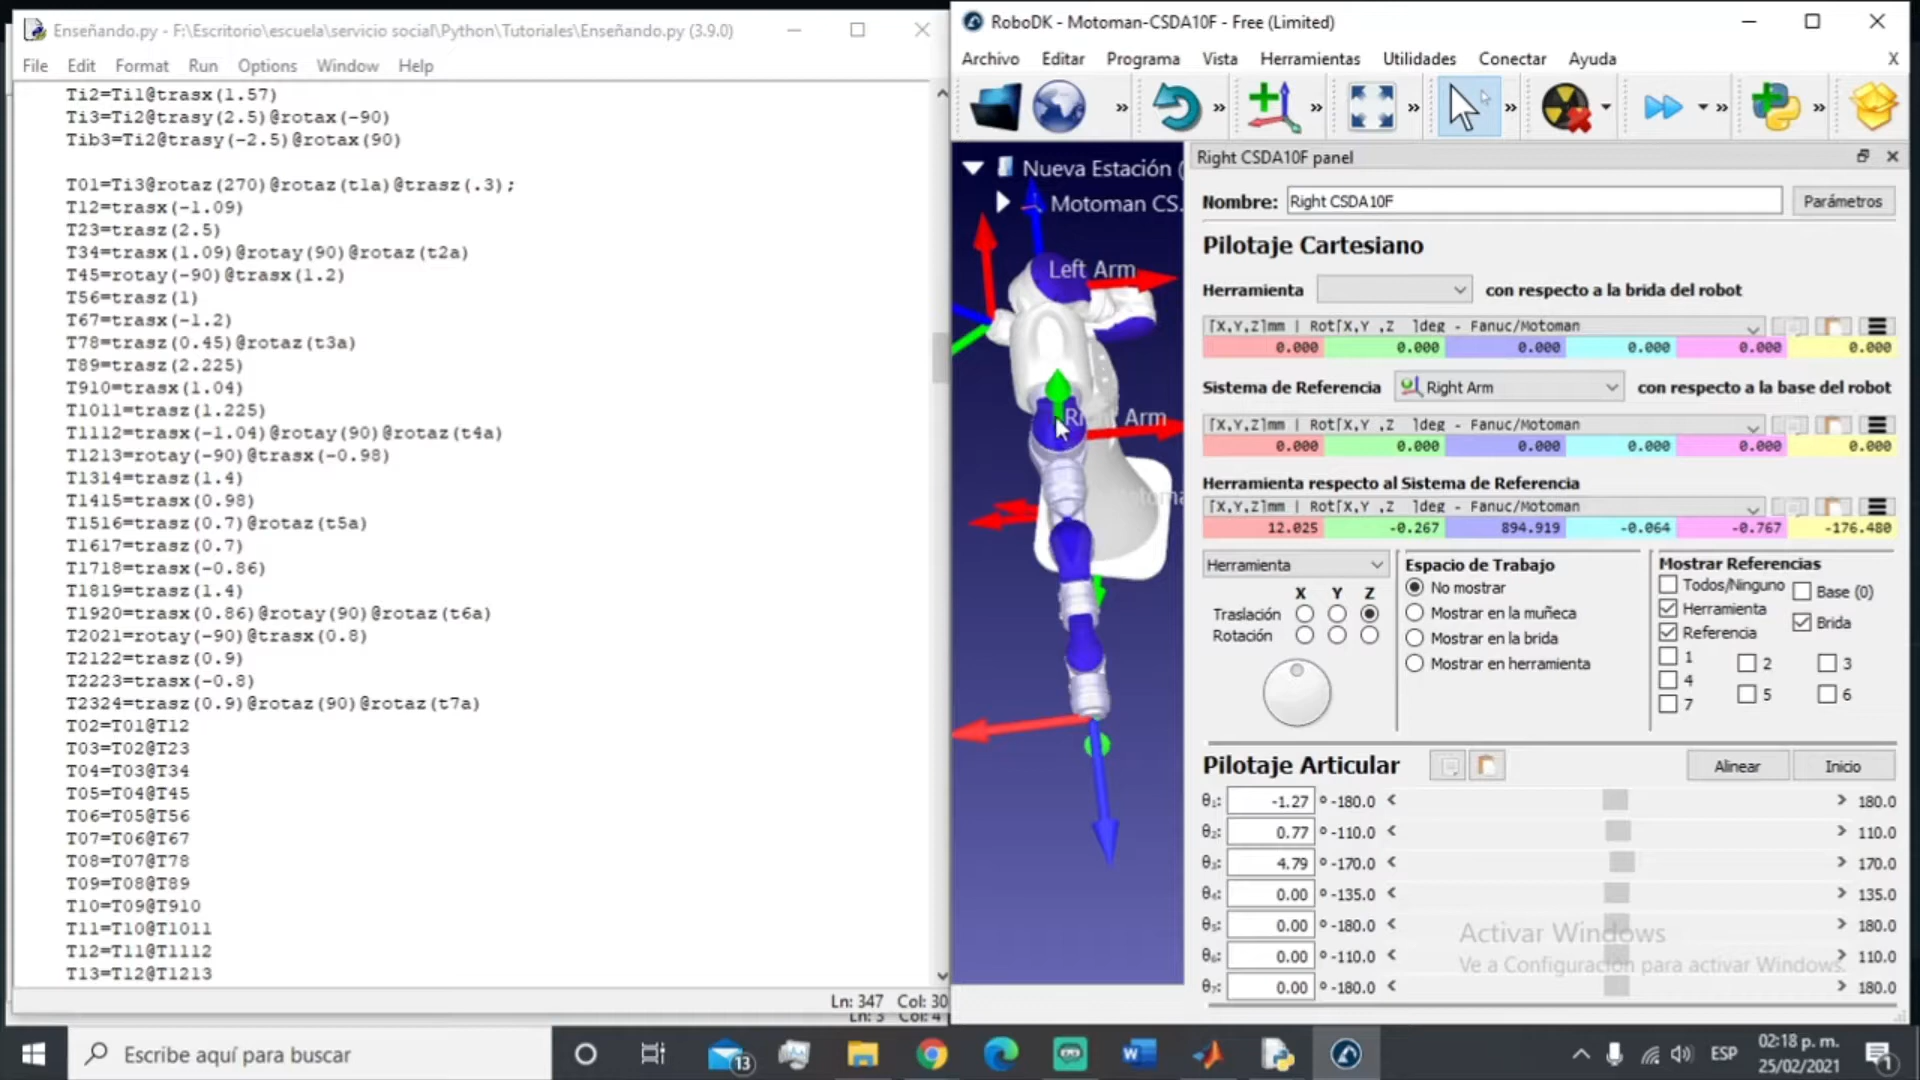 Enseñando.py - F:\Escritorio\escuela\servicio social\Python\Tutoriales\Enseñando.py (3.9.0)
File Edit Format Run Options Window Help
Ti2=Ti1@trasx(1.57)
Ti3=Ti2@trasy(2.5)@rotax(-90)
Tib3=Ti2@trasy(-2.5)@rotax(90)
T01=Ti3@rotaz(270)@rotaz(t1a)@trasz(.3);
T12=trasx(-1.09)
T23=trasz(2.5)
T34=trasx(1.09)@rotay(90)@rotaz(t2a)
T45=rotay(-90)@trasx(1.2)
T56=trasz(1)
T67=trasx(-1.2)
T78=trasz(0.45)@rotaz(t3a)
T89=trasz(2.225)
T910=trasx(1.04)
T1011=trasz(1.225)
T1112=trasx(-1.04)@rotay(90)@rotaz(t4a)
T1213=rotay(-90)@trasx(-0.98)
T1314=trasz(1.4)
T1415=trasx(0.98)
T1516=trasz(0.7)@rotaz(t5a)
T1617=trasz(0.7)
T1718=trasx(-0.86)
T1819=trasz(1.4)
T1920=trasx(0.86)@rotay(90)@rotaz(t6a)
T2021=rotay(-90)@trasx(0.8)
T2122=trasz(0.9)
T2223=trasx(-0.8)
T2324=trasz(0.9)@rotaz(90)@rotaz(t7a)
T02=T01@T12
T03=T02@T23
T04=T03@T34
T05=T04@T45
T06=T05@T56
T07=T06@T67
T08=T07@T78
T09=T08@T89
T10=T09@T910
T11=T10@T1011
T12=T11@T1112
T13=T12@T1213
Ln: 347 Col: 30
RoboDK - Motoman-CSDA10F - Free (Limited)
Archivo Editar Programa Vista Herramientas Utilidades Conectar Ayuda X
Nueva Estación (
Motoman CS.
Left Arm
Arm
Right CSDA10F panel
Nombre: Right CSDA10F Parámetros
Pilotaje Cartesiano
Herramienta con respecto a la brida del robot
[X,Y,Z]mm | Rot[X,Y ,Z ]deg - Fanuc/Motoman
0.000 0.000 0.000 0.000 0.000 0.000
Sistema de Referencia Right Arm con respecto a la base del robot
[X,Y,Z]mm | Rot[X,Y ,Z ]deg - Fanuc/Motoman
0.000 0.000 0.000 0.000 0.000 0.000
Herramienta respecto al Sistema de Referencia
[X,Y,Z]mm | Rot[X,Y ,Z ]deg - Fanuc/Motoman
12.025 -0.267 894.919 -0.064 -0.767 -176.480
Herramienta
X Y Z
Traslación
Rotación
Espacio de Trabajo
No mostrar
Mostrar en la muñeca
Mostrar en la brida
Mostrar en herramienta
Mostrar Referencias
Todos/Ninguno Base (0)
Herramienta
Referencia Brida
1 2 3
4 5 6
7
Pilotaje Articular Alinear Inicio
θ1: -1.27 º -180.0 < > 180.0
θ2: 0.77 º -110.0 < > 110.0
θ3: 4.79 º -170.0 < > 170.0
θ4: 0.00 º -135.0 < > 135.0
θ5: 0.00 º -180.0 < > 180.0
θ6: 0.00 º -110.0 < > 110.0
θ7: 0.00 º -180.0 < > 180.0
Activar Windows
Ve a Configuración para activar Windows.
Escribe aquí para buscar
13
ESP
02:18 p. m.
25/02/2021
1